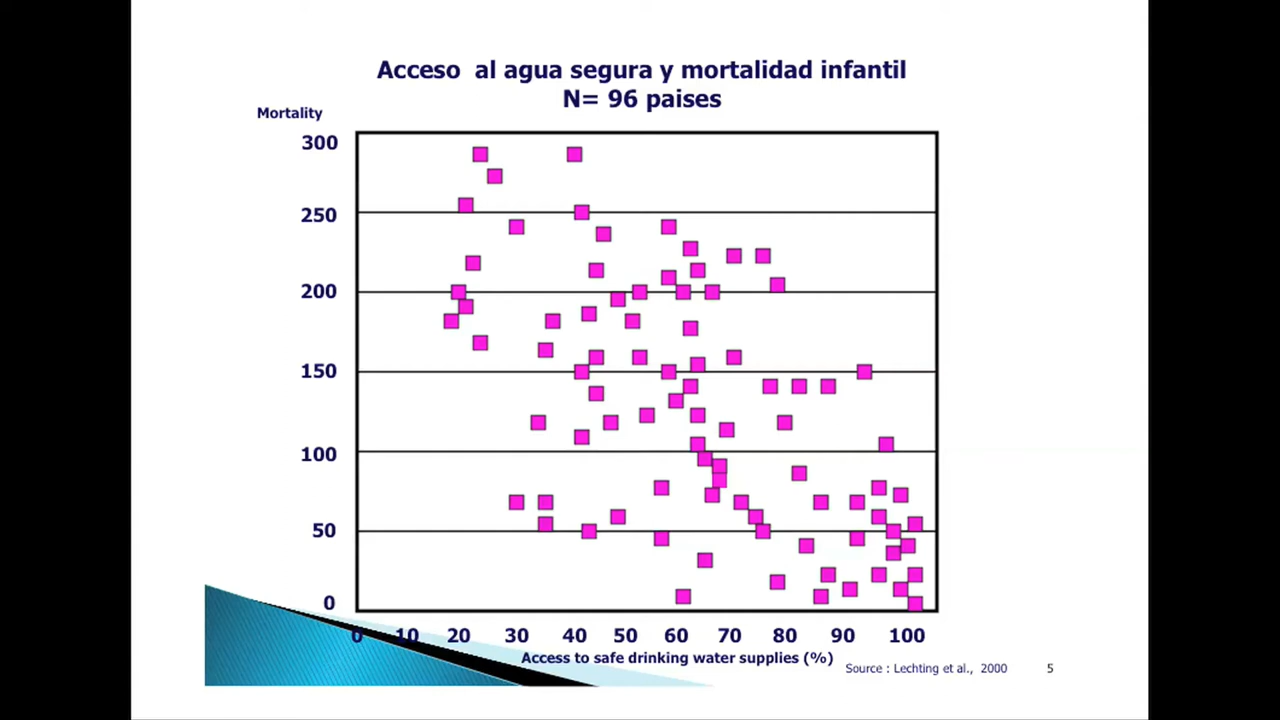 Acceso al agua segura y mortalidad infantil
N= 96 paises
Mortality
300
250
200
150
100
50
0
0 10 20 30 40 50 60 70 80 90 100
Access to safe drinking water supplies (%)
Source : Lechting et al., 2000
5